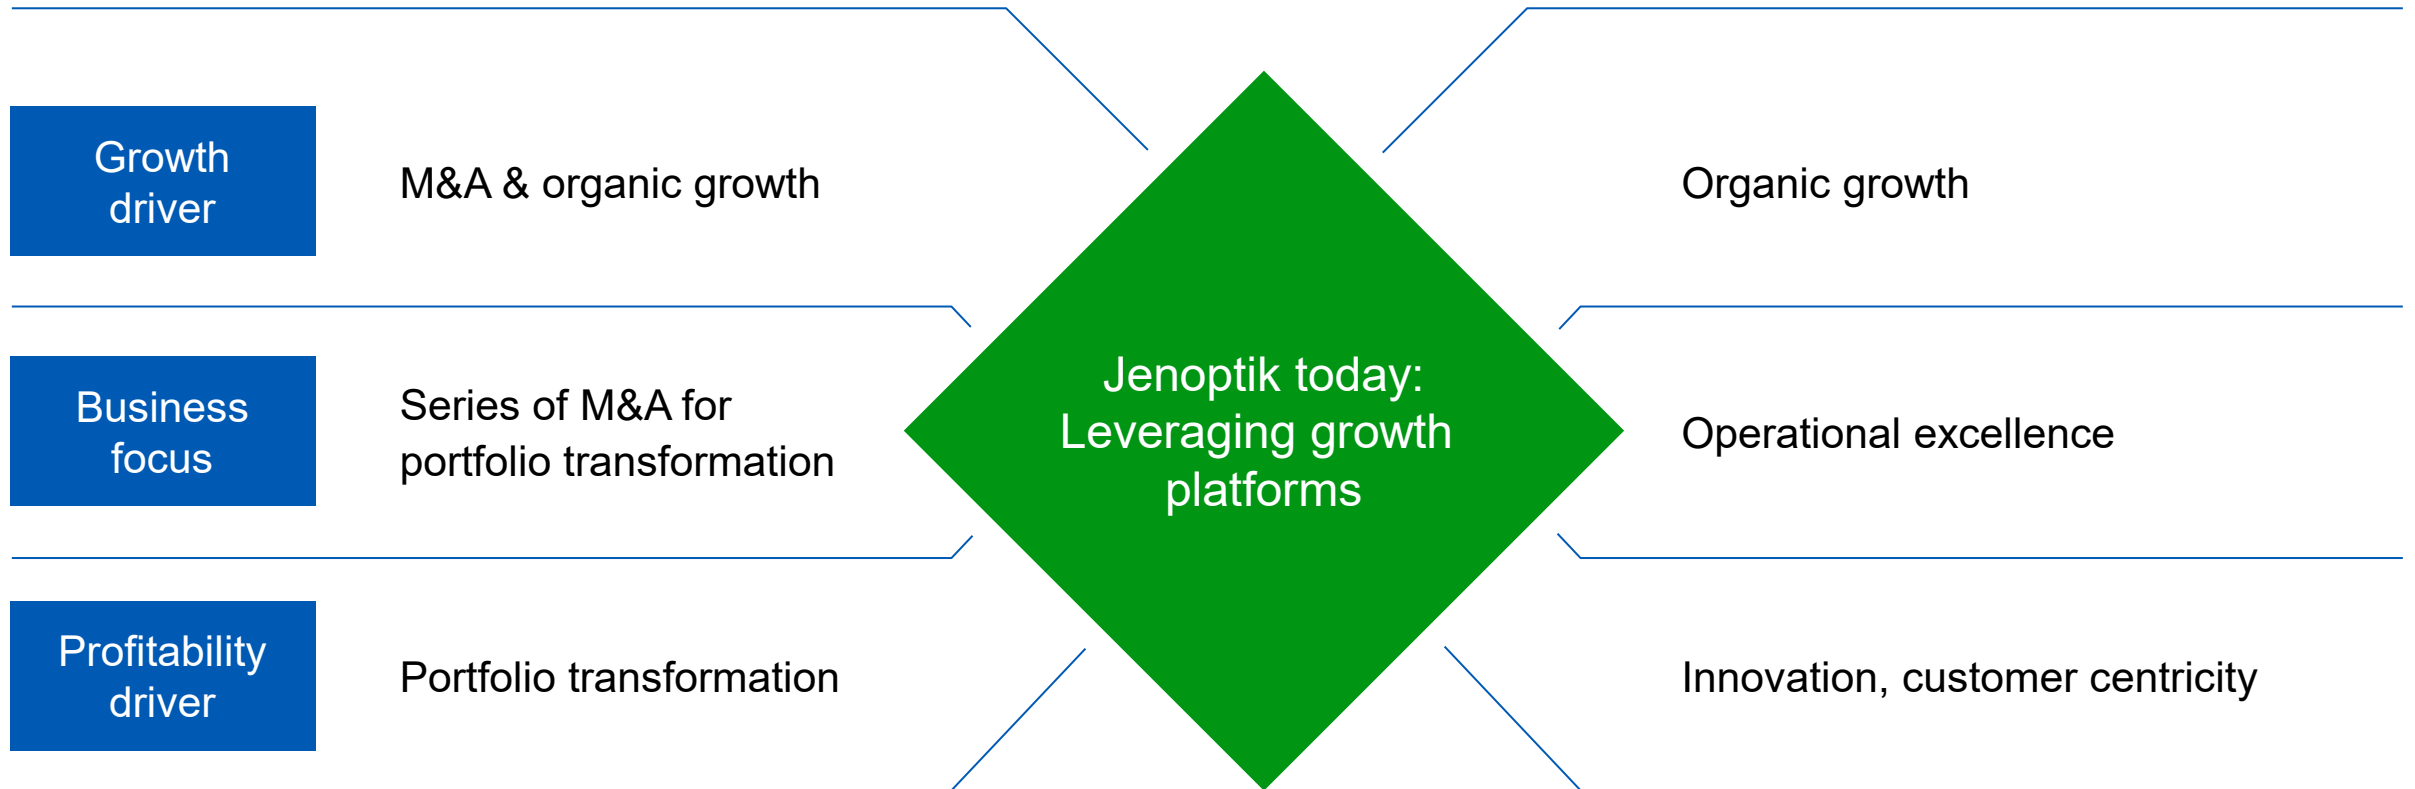 Growth
driver
M&A & organic growth
Organic growth
Business
focus
Series of M&A for
portfolio transformation
Jenoptik today:
Leveraging growth
platforms
Operational excellence
Profitability
driver
Portfolio transformation
Innovation, customer centricity